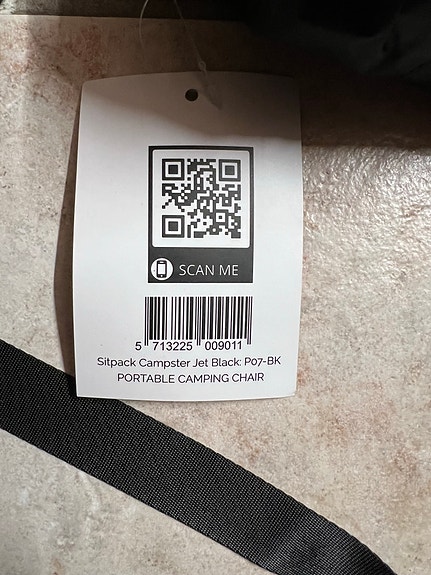 SCAN ME
5 713225 009011
Sitpack Campster Jet Black: P07-BK
PORTABLE CAMPING CHAIR